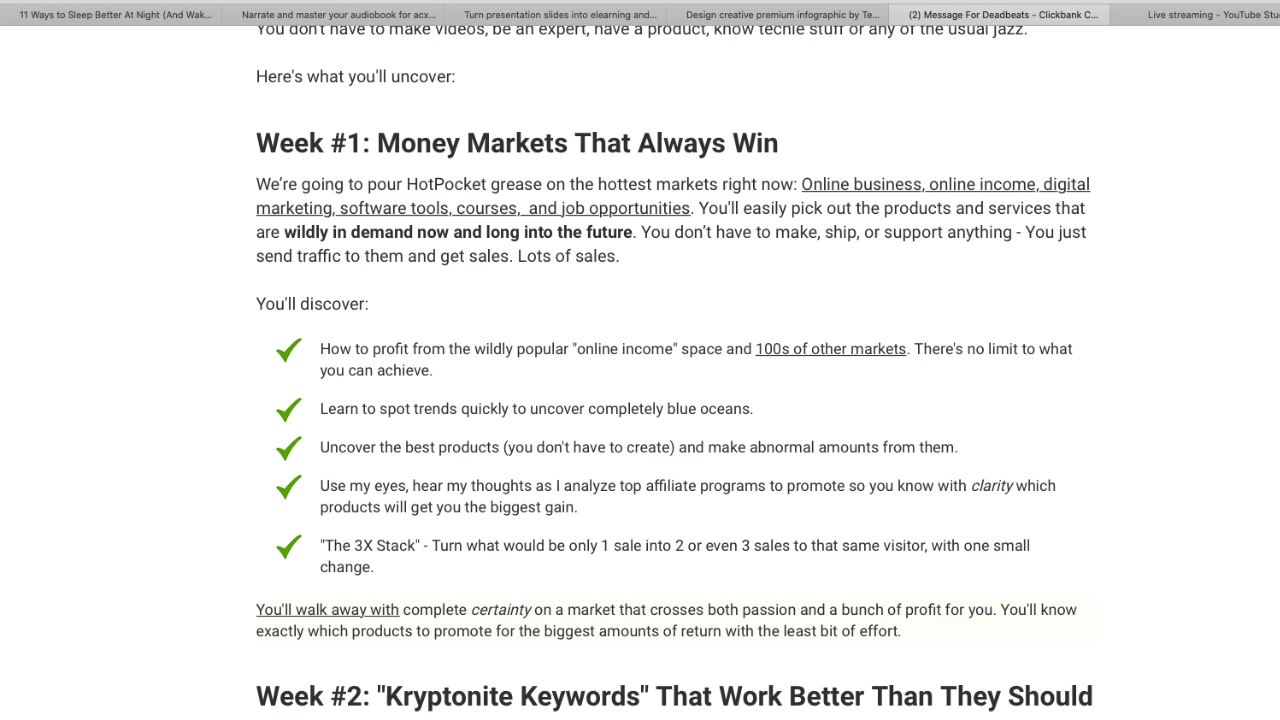 11 Ways to Sleep Better At Night (And Wak...
Narrate and master your audiobook for acx...
Turn presentation slides into elearning and...
Design creative premium infographic by Te...
(2) Message For Deadbeats - Clickbank C...
Live streaming - YouTube Stu
You don't have to make videos, be an expert, have a product, know techie stuff or any of the usual jazz.
Here's what you'll uncover:
Week #1: Money Markets That Always Win
We’re going to pour HotPocket grease on the hottest markets right now: Online business, online income, digital
marketing, software tools, courses,  and job opportunities. You'll easily pick out the products and services that
are wildly in demand now and long into the future. You don’t have to make, ship, or support anything - You just
send traffic to them and get sales. Lots of sales.
You'll discover:
How to profit from the wildly popular "online income" space and 100s of other markets. There's no limit to what
you can achieve.
Learn to spot trends quickly to uncover completely blue oceans.
Uncover the best products (you don't have to create) and make abnormal amounts from them.
Use my eyes, hear my thoughts as I analyze top affiliate programs to promote so you know with clarity which
products will get you the biggest gain.
"The 3X Stack" - Turn what would be only 1 sale into 2 or even 3 sales to that same visitor, with one small
change.
You'll walk away with complete certainty on a market that crosses both passion and a bunch of profit for you. You'll know
exactly which products to promote for the biggest amounts of return with the least bit of effort.
Week #2: "Kryptonite Keywords" That Work Better Than They Should